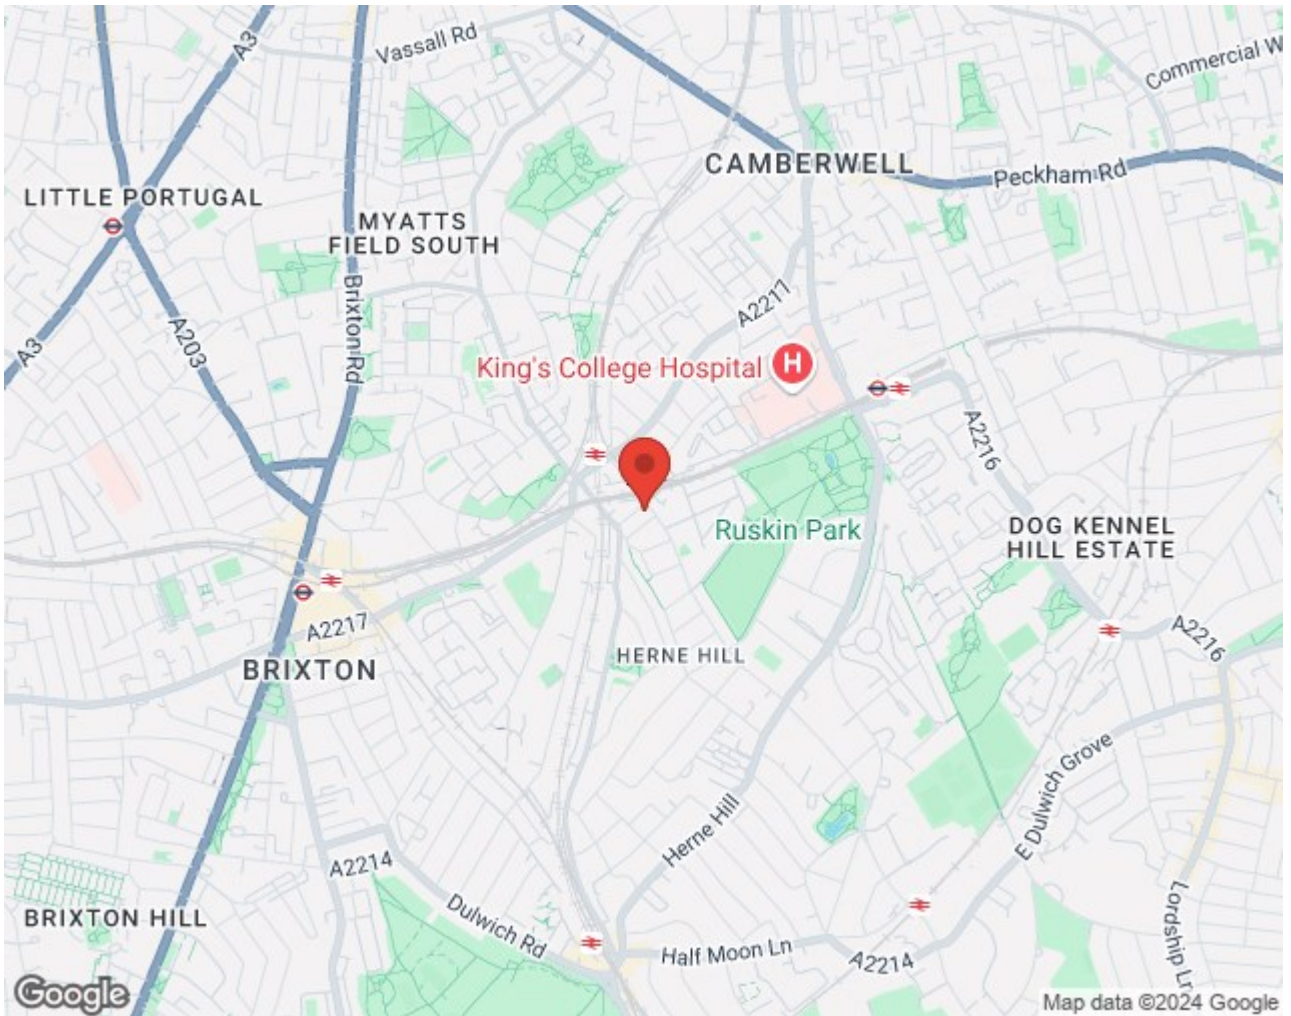 A3
Vassall Rd
Commercial W
CAMBERWELL
Peckham Rd
LITTLE PORTUGAL
MYATTS
FIELD SOUTH
Brixton Rd
A2217
A203
A3
King's College Hospital
H
A2216
Ruskin Park
DOG KENNEL
HILL ESTATE
A2217
A2216
HERNE HILL
BRIXTON
E Dulwich Grove
Herne Hill
A2214
Lordship Ln
BRIXTON HILL
Dulwich Rd
Half Moon Ln
A2214
Google
Map data ©2024 Google